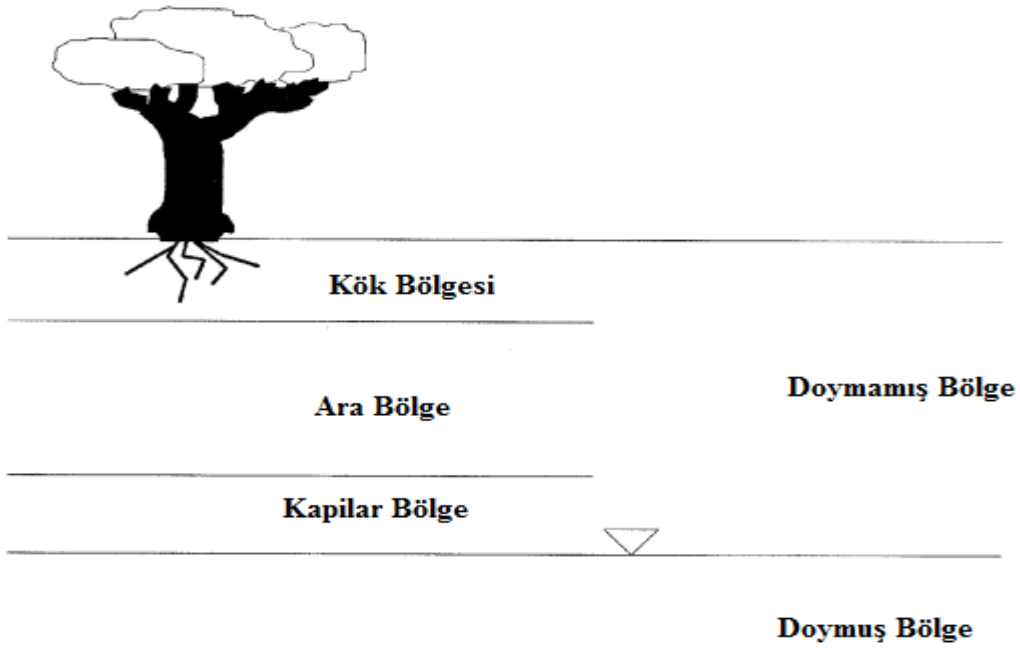 Kök Bölgesi
Doymamış Bölge
Ara Bölge
Kapilar Bölge
Doymuş Bölge